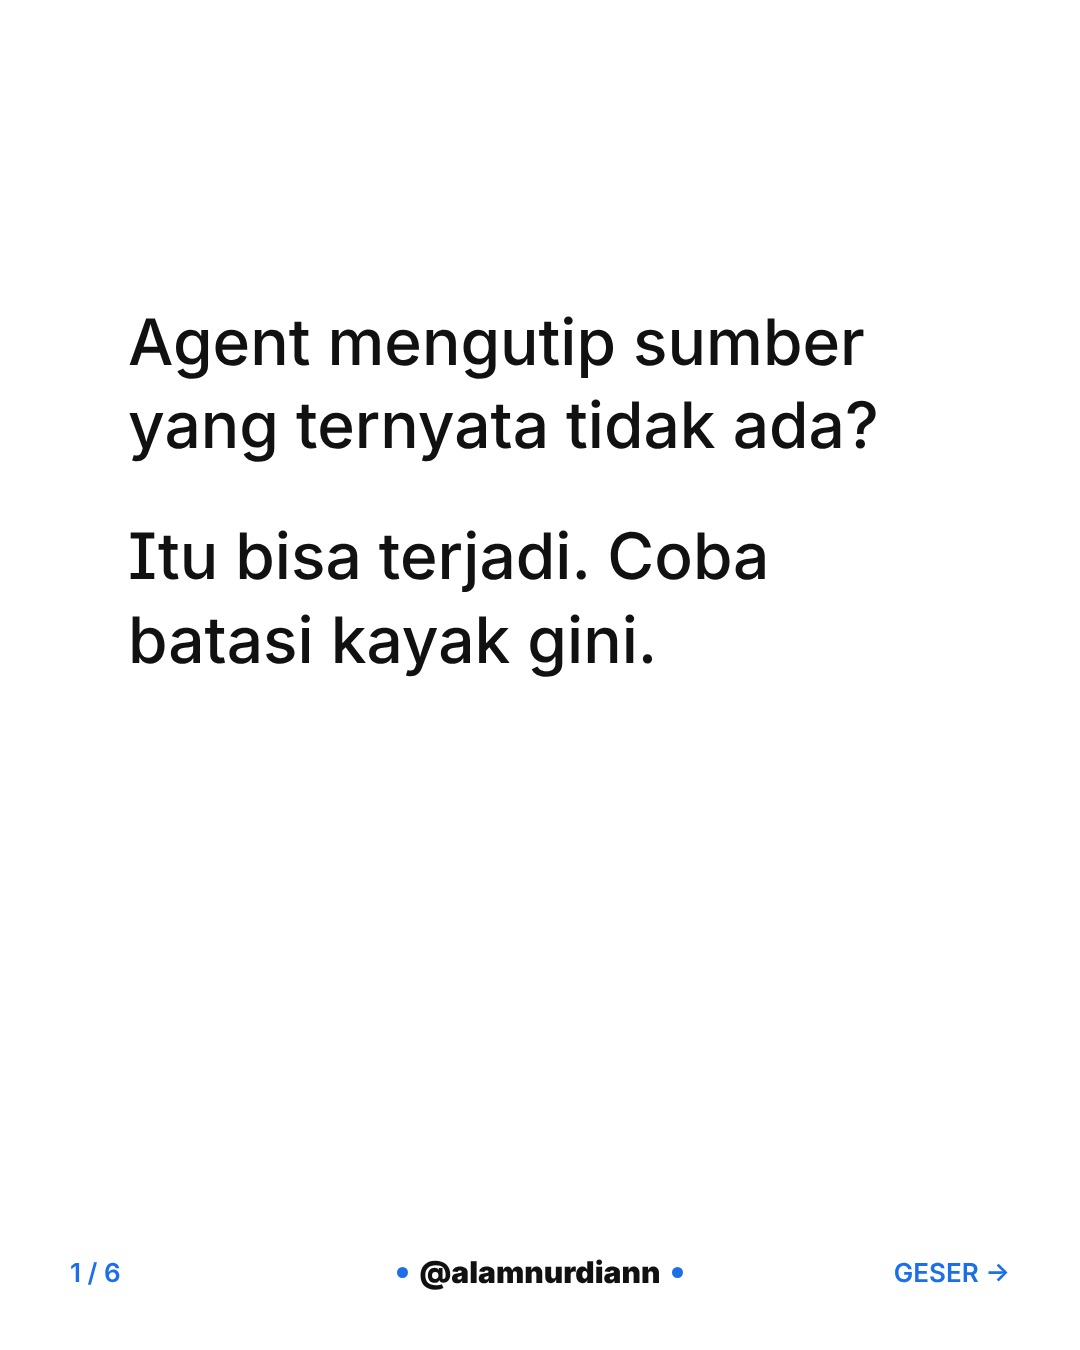 Agent mengutip sumber
yang ternyata tidak ada?
Itu bisa terjadi. Coba
batasi kayak gini.
1 / 6
• @alamnurdiann •
GESER →